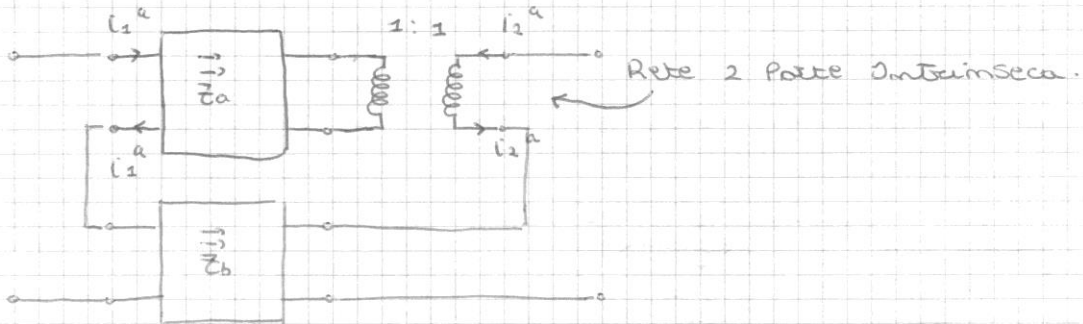 i₁ᵃ
1 : 1
i₂ᵃ
Rete 2 Porte Intrinseca.
Za
i₁ᵃ
i₂ᵃ
Zb